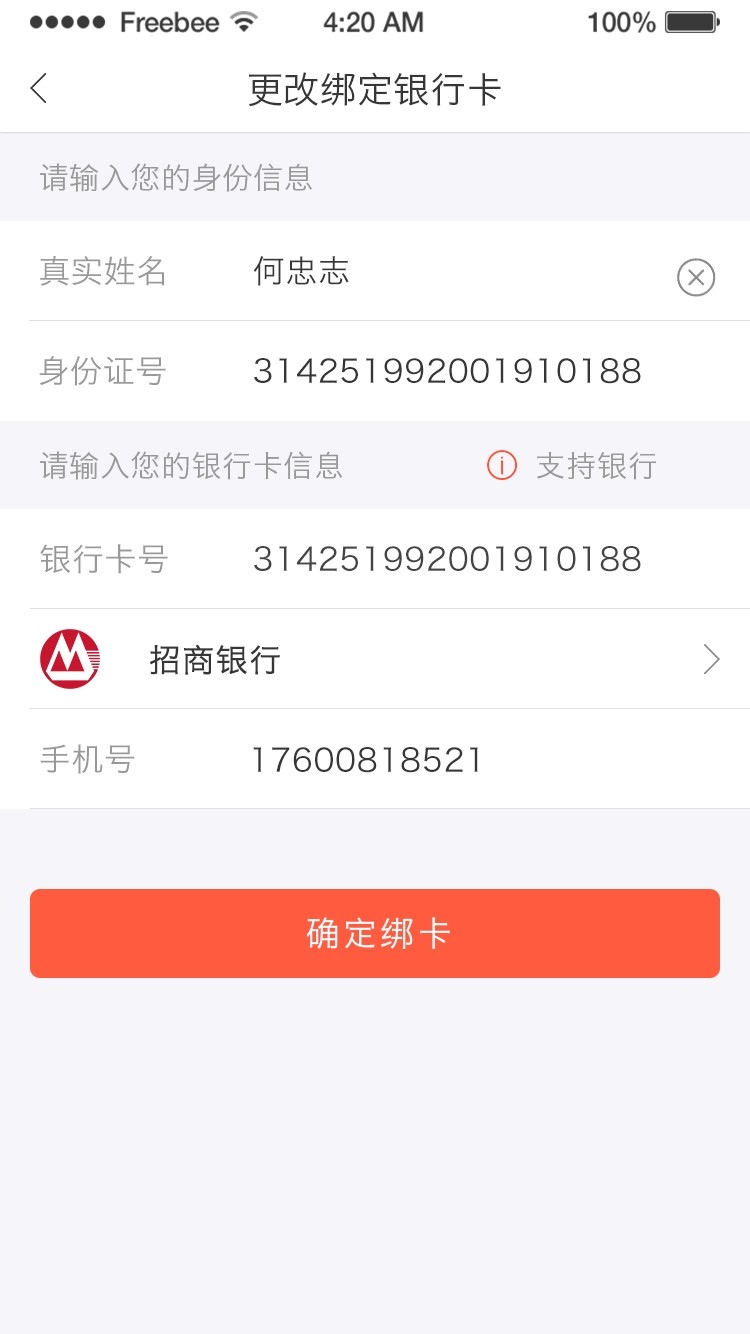 Freebee 4:20 AM 100%
更改绑定银行卡
请输入您的身份信息
真实姓名 何忠志
身份证号 314251992001910188
请输入您的银行卡信息 支持银行
银行卡号 314251992001910188
招商银行
手机号 17600818521
确定绑卡